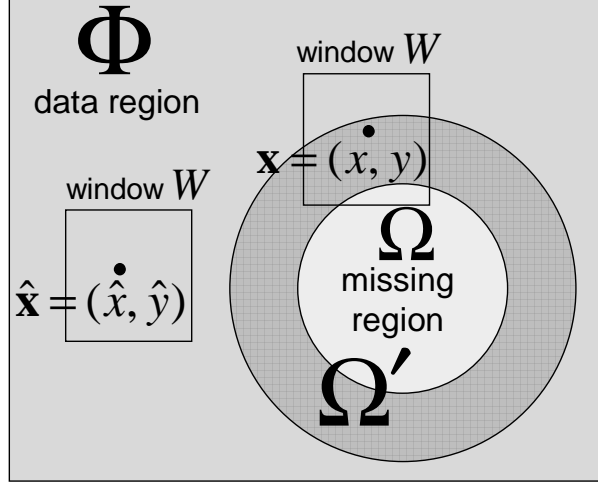 Φ
data region
window W
x = (x, y)
window W
x̂ = (x̂, ŷ)
Ω
missing
region
Ω′